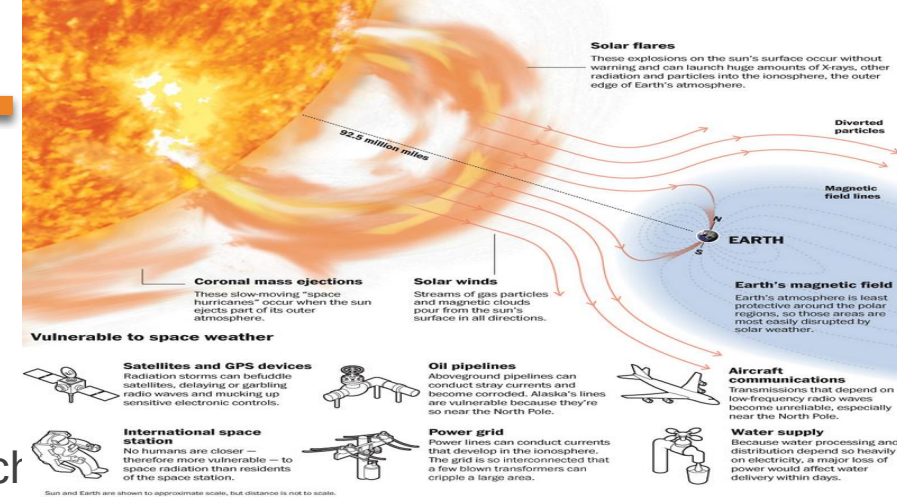 Solar flares
These explosions on the sun's surface occur without
warning and can launch huge amounts of X-rays, other
radiation and particles into the ionosphere, the outer
edge of Earth's atmosphere.
Diverted
particles
92.5 million miles
Magnetic
field lines
N
EARTH
S
Coronal mass ejections
These slow-moving "space
hurricanes" occur when the sun
ejects part of its outer
atmosphere.
Solar winds
Streams of gas particles
and magnetic clouds
pour from the sun's
surface in all directions.
Earth's magnetic field
Earth's atmosphere is least
protective around the polar
regions, so those areas are
most easily disrupted by
solar weather.
Vulnerable to space weather
Satellites and GPS devices
Radiation storms can befuddle
satellites, delaying or garbling
radio waves and mucking up
sensitive electronic controls.
Oil pipelines
Aboveground pipelines can
conduct stray currents and
become corroded. Alaska's lines
are vulnerable because they're
so near the North Pole.
Aircraft
communications
Transmissions that depend on
low-frequency radio waves
become unreliable, especially
near the North Pole.
International space
station
No humans are closer —
therefore more vulnerable — to
space radiation than residents
of the space station.
Power grid
Power lines can conduct currents
that develop in the ionosphere.
The grid is so interconnected that
a few blown transformers can
cripple a large area.
Water supply
Because water processing and
distribution depend so heavily
on electricity, a major loss of
power would affect water
delivery within days.
Sun and Earth are shown to approximate scale, but distance is not to scale.